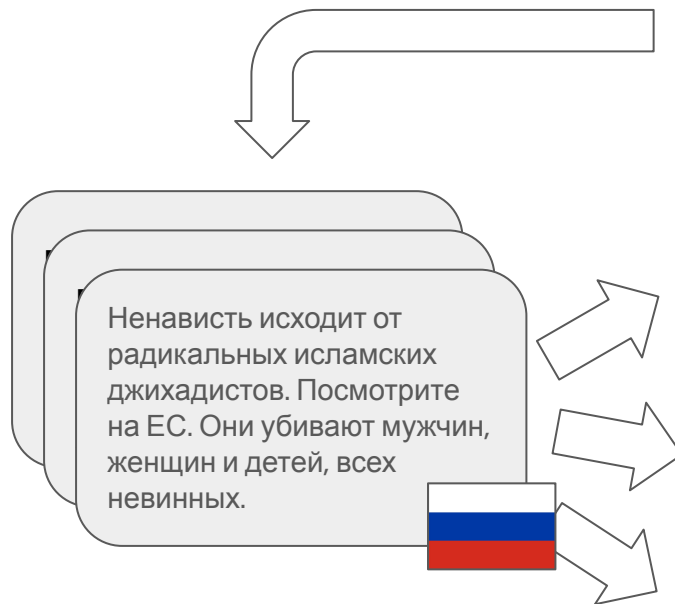 Ненависть исходит от
радикальных исламских
джихадистов. Посмотрите
на ЕС. Они убивают мужчин,
женщин и детей, всех
невинных.